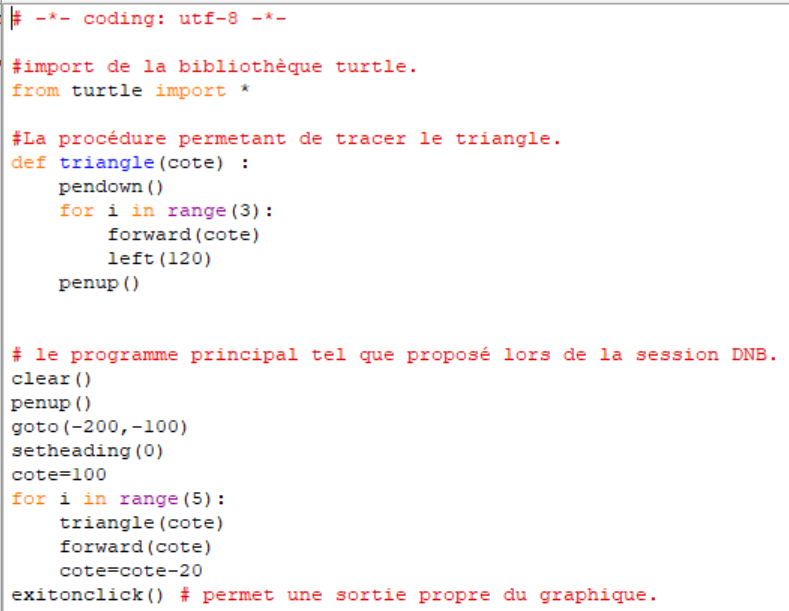 # -*- coding: utf-8 -*-
#import de la bibliothèque turtle.
from turtle import *
#La procédure permetant de tracer le triangle.
def triangle(cote) :
    pendown()
    for i in range(3):
        forward(cote)
        left(120)
    penup()
# le programme principal tel que proposé lors de la session DNB.
clear()
penup()
goto(-200,-100)
setheading(0)
cote=100
for i in range(5):
    triangle(cote)
    forward(cote)
    cote=cote-20
exitonclick() # permet une sortie propre du graphique.